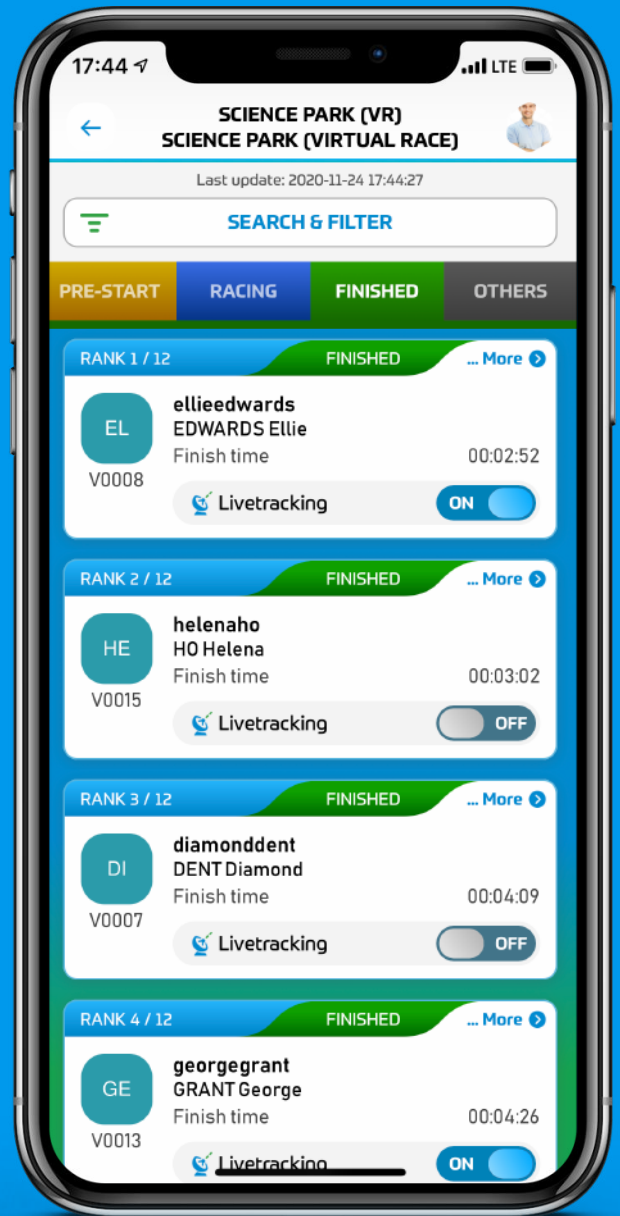 17:44 LTE
SCIENCE PARK (VR)
SCIENCE PARK (VIRTUAL RACE)
Last update: 2020-11-24 17:44:27
SEARCH & FILTER
PRE-START RACING FINISHED OTHERS
RANK 1 / 12 FINISHED ... More
ellieedwards
EL
EDWARDS Ellie
Finish time 00:02:52
V0008
Livetracking ON
RANK 2 / 12 FINISHED ... More
helenaho
HE
HO Helena
Finish time 00:03:02
V0015
Livetracking OFF
RANK 3 / 12 FINISHED ... More
diamonddent
DI
DENT Diamond
Finish time 00:04:09
V0007
Livetracking OFF
RANK 4 / 12 FINISHED ... More
georgegrant
GE
GRANT George
Finish time 00:04:26
V0013
Livetracking ON